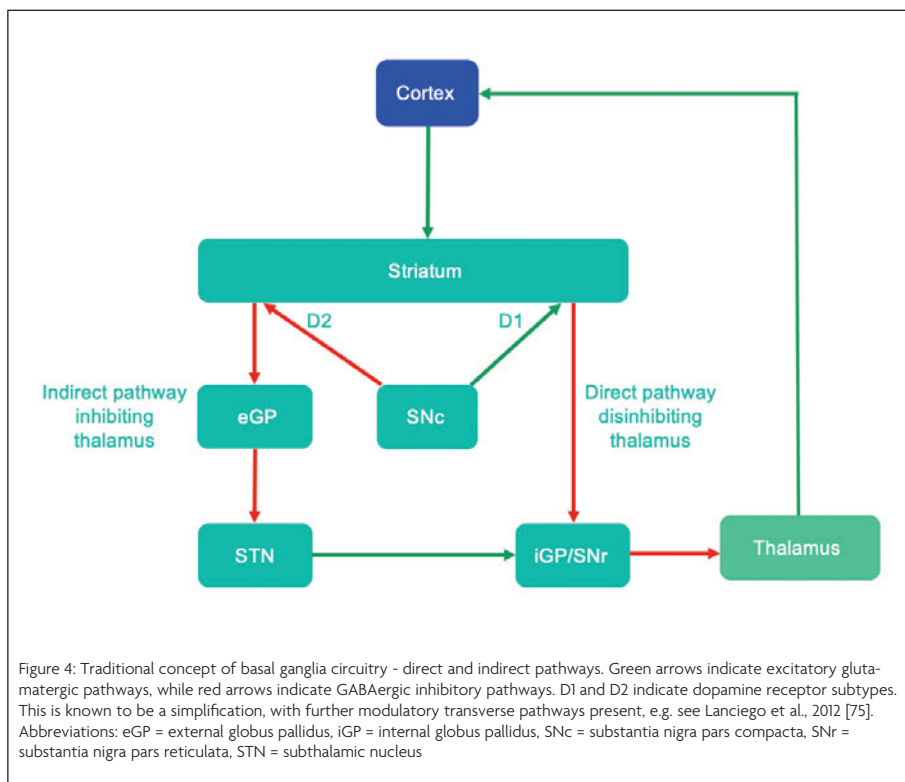 Cortex
Striatum
D2
D1
Indirect pathway
inhibiting
thalamus
eGP
SNc
Direct pathway
disinhibiting
thalamus
STN
iGP/SNr
Thalamus
Figure 4: Traditional concept of basal ganglia circuitry - direct and indirect pathways. Green arrows indicate excitatory gluta-
matergic pathways, while red arrows indicate GABAergic inhibitory pathways. D1 and D2 indicate dopamine receptor subtypes.
This is known to be a simplification, with further modulatory transverse pathways present, e.g. see Lanciego et al., 2012 [75].
Abbreviations: eGP = external globus pallidus, iGP = internal globus pallidus, SNc = substantia nigra pars compacta, SNr =
substantia nigra pars reticulata, STN = subthalamic nucleus